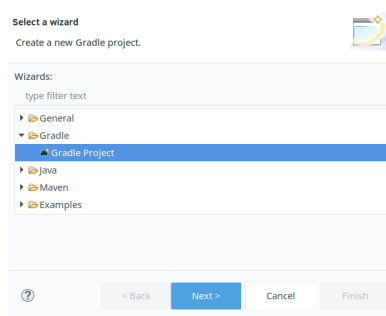 Select a wizard
Create a new Gradle project.
Wizards:
type filter text
General
Gradle
Gradle Project
Java
Maven
Examples
? < Back Next > Cancel Finish